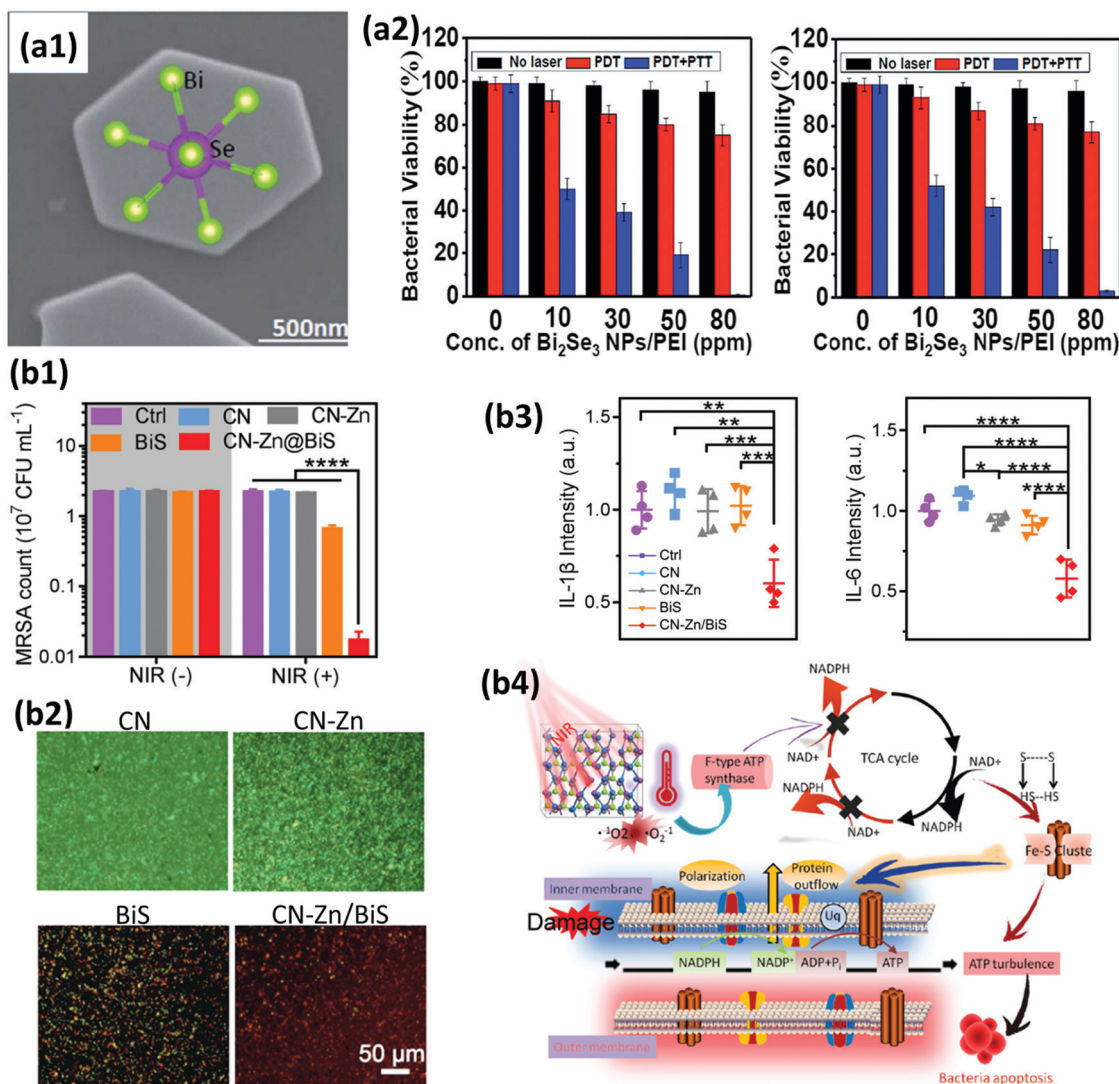 (a1)
Bi
Se
500nm
(a2)
Bacterial Viability(%)
120
100
80
60
40
20
0
No laser PDT PDT+PTT
0 10 30 50 80
Conc. of Bi₂Se₃ NPs/PEI (ppm)
Bacterial Viability (%)
120
100
80
60
40
20
0
No laser PDT PDT+PTT
0 10 30 50 80
Conc. of Bi₂Se₃ NPs/PEI (ppm)
(b1)
MRSA count (10⁷ CFU mL⁻¹)
10
1
0.1
0.01
Ctrl CN CN-Zn
BiS CN-Zn@BiS
****
NIR (-) NIR (+)
(b2)
CN CN-Zn
BiS CN-Zn/BiS
50 μm
(b3)
IL-1β Intensity (a.u.)
1.5
1.0
0.5
**
**
***
***
Ctrl
CN
CN-Zn
BiS
CN-Zn/BiS
IL-6 Intensity (a.u.)
1.5
1.0
0.5
****
****
* ****
****
(b4)
NIR
·¹O2 ·O₂⁻¹
F-type ATP
synthase
NADPH
NAD+
TCA cycle
NADPH
NAD+
NAD+
NADPH
S-----S
HS--HS
Fe-S Cluste
Inner membrane
Damage
Polarization
Protein
outflow
Uq
NADPH NADP⁺ ADP+Pᵢ ATP
ATP turbulence
Outer membrane
Bacteria apoptosis